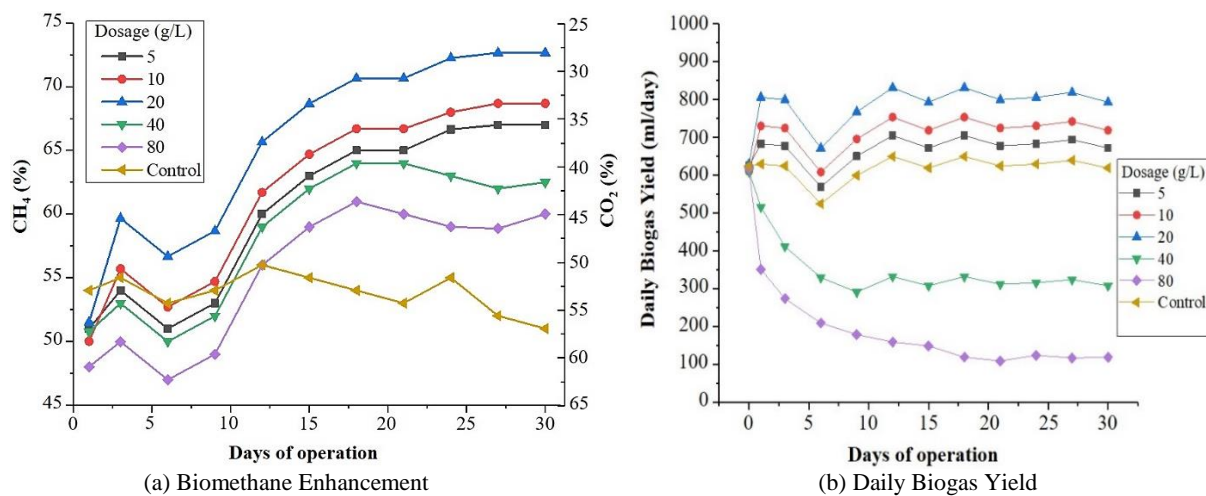 75
70
65
60
55
50
45
CH4 (%)
Dosage (g/L)
5
10
20
40
80
Control
25
30
35
40
45
50
55
60
65
CO2 (%)
0 5 10 15 20 25 30
Days of operation
(a) Biomethane Enhancement
1000
900
800
700
600
500
400
300
200
100
0
Daily Biogas Yield (ml/day)
Dosage (g/L)
5
10
20
40
80
Control
0 5 10 15 20 25 30
Days of operation
(b) Daily Biogas Yield